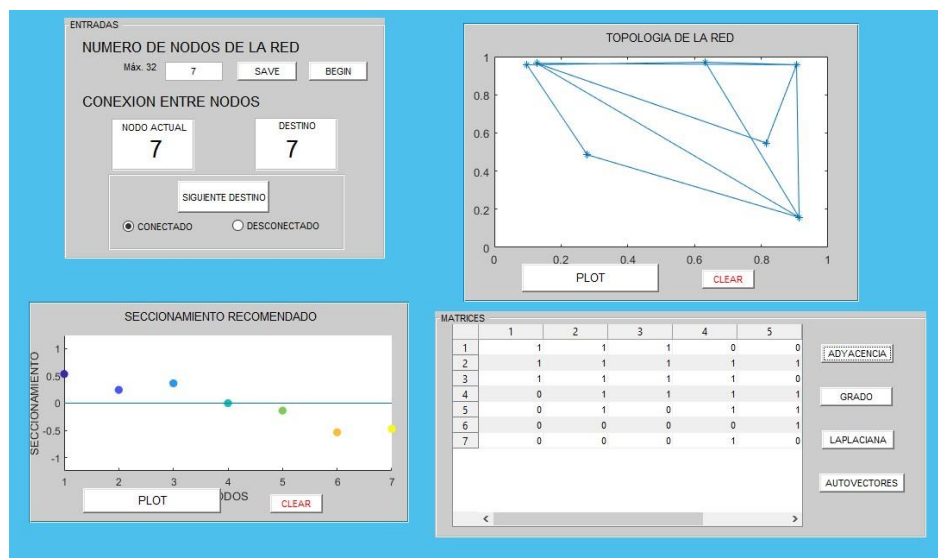 ENTRADAS
NUMERO DE NODOS DE LA RED
Máx. 32
7
SAVE
BEGIN
CONEXION ENTRE NODOS
NODO ACTUAL
7
DESTINO
7
SIGUIENTE DESTINO
CONECTADO
DESCONECTADO
TOPOLOGIA DE LA RED
1
0.8
0.6
0.4
0.2
0
0 0.2 0.4 0.6 0.8 1
PLOT
CLEAR
SECCIONAMIENTO RECOMENDADO
SECCIONAMIENTO
1
0.5
0
-0.5
-1
1 2 3 4 5 6 7
PLOT
ODOS
CLEAR
MATRICES
1 2 3 4 5
1 1 1 1 0 0
2 1 1 1 1 1
3 1 1 1 1 0
4 0 1 1 1 1
5 0 1 0 1 1
6 0 0 0 0 1
7 0 0 0 1 0
ADYACENCIA
GRADO
LAPLACIANA
AUTOVECTORES